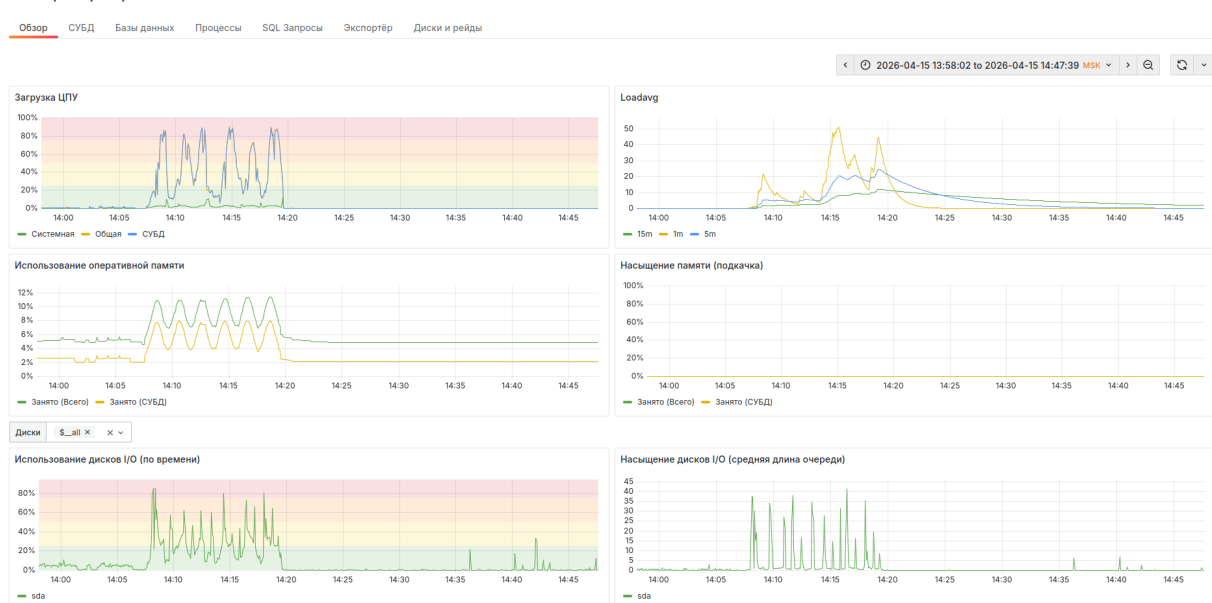 Обзор СУБД Базы данных Процессы SQL Запросы Экспортёр Диски и рейды
2026-04-15 13:58:02 to 2026-04-15 14:47:39 MSK
Загрузка ЦПУ
100%
80%
60%
40%
20%
0%
14:00 14:05 14:10 14:15 14:20 14:25 14:30 14:35 14:40 14:45
Системная Общая СУБД
Loadavg
50
40
30
20
10
0
14:00 14:05 14:10 14:15 14:20 14:25 14:30 14:35 14:40 14:45
15m 1m 5m
Использование оперативной памяти
12%
10%
8%
6%
4%
2%
0%
14:00 14:05 14:10 14:15 14:20 14:25 14:30 14:35 14:40 14:45
Занято (Всего) Занято (СУБД)
Насыщение памяти (подкачка)
100%
80%
60%
40%
20%
0%
14:00 14:05 14:10 14:15 14:20 14:25 14:30 14:35 14:40 14:45
Занято (Всего) Занято (СУБД)
Диски $__all
Использование дисков I/O (по времени)
80%
60%
40%
20%
0%
14:00 14:05 14:10 14:15 14:20 14:25 14:30 14:35 14:40 14:45
sda
Насыщение дисков I/O (средняя длина очереди)
45
40
35
30
25
20
15
10
5
0
14:00 14:05 14:10 14:15 14:20 14:25 14:30 14:35 14:40 14:45
sda